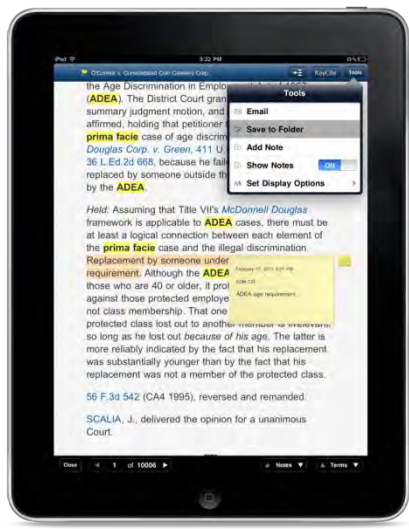 iPad
3:32 PM
O'Connor v. Consolidated Coin Caterers Corp.
KeyCite
Tools
the Age Discrimination in Employ
(ADEA). The District Court gran
summary judgment motion, and
affirmed, holding that petitioner
prima facie case of age discrim
Douglas Corp. v. Green, 411 U.
36 L.Ed.2d 668, because he fail
replaced by someone outside th
by the ADEA.
Tools
Email
Save to Folder
Add Note
Show Notes
Set Display Options
Held: Assuming that Title VII's McDonnell Douglas
framework is applicable to ADEA cases, there must be
at least a logical connection between each element of
the prima facie case and the illegal discrimination.
Replacement by someone under
requirement. Although the ADEA
those who are 40 or older, it prol
against those protected employe
not class membership. That one
protected class lost out to another member is irrelevant,
so long as he lost out because of his age. The latter is
more reliably indicated by the fact that his replacement
was substantially younger than by the fact that his
replacement was not a member of the protected class.
ADEA age requirement
56 F.3d 542 (CA4 1995), reversed and remanded.
SCALIA, J., delivered the opinion for a unanimous
Court.
Close
1 of 10006
Notes
Terms